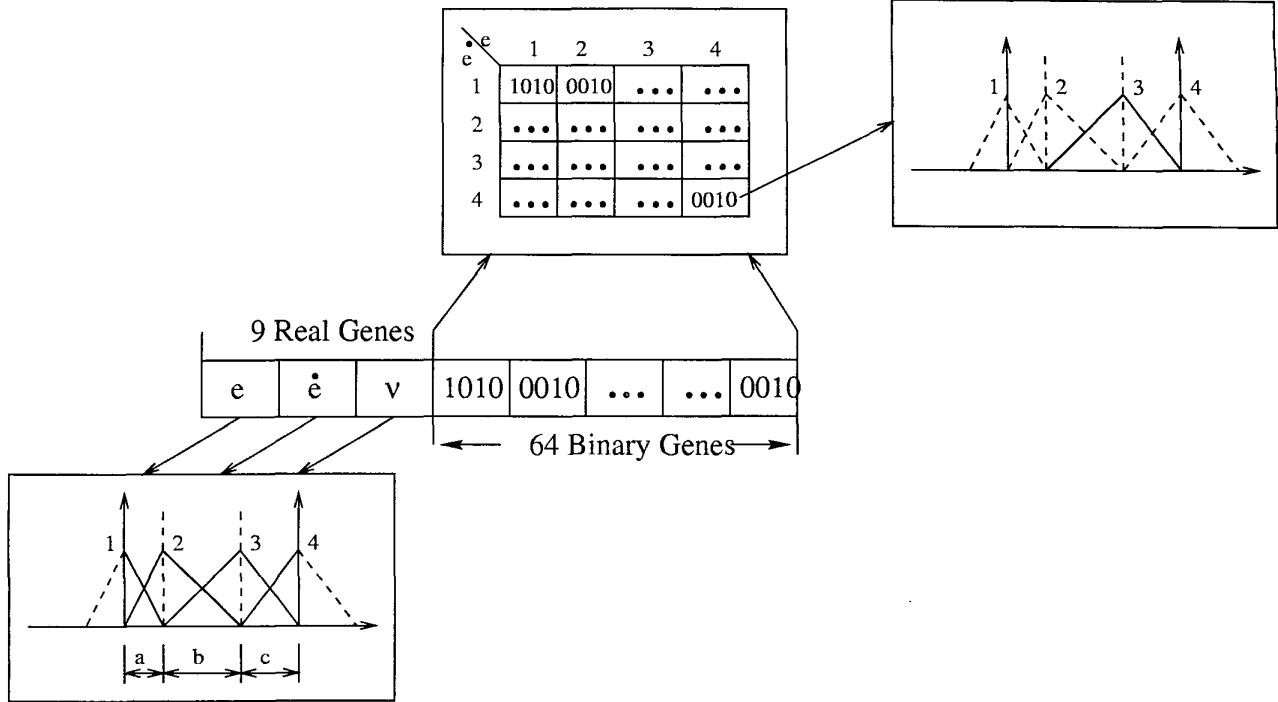 ė e
1 2 3 4
1 1010 0010 ... ...
2 ... ... ... ...
3 ... ... ... ...
4 ... ... ... 0010
1 2 3 4
9 Real Genes
e ė ν 1010 0010 ... ... 0010
64 Binary Genes
1 2 3 4
a b c